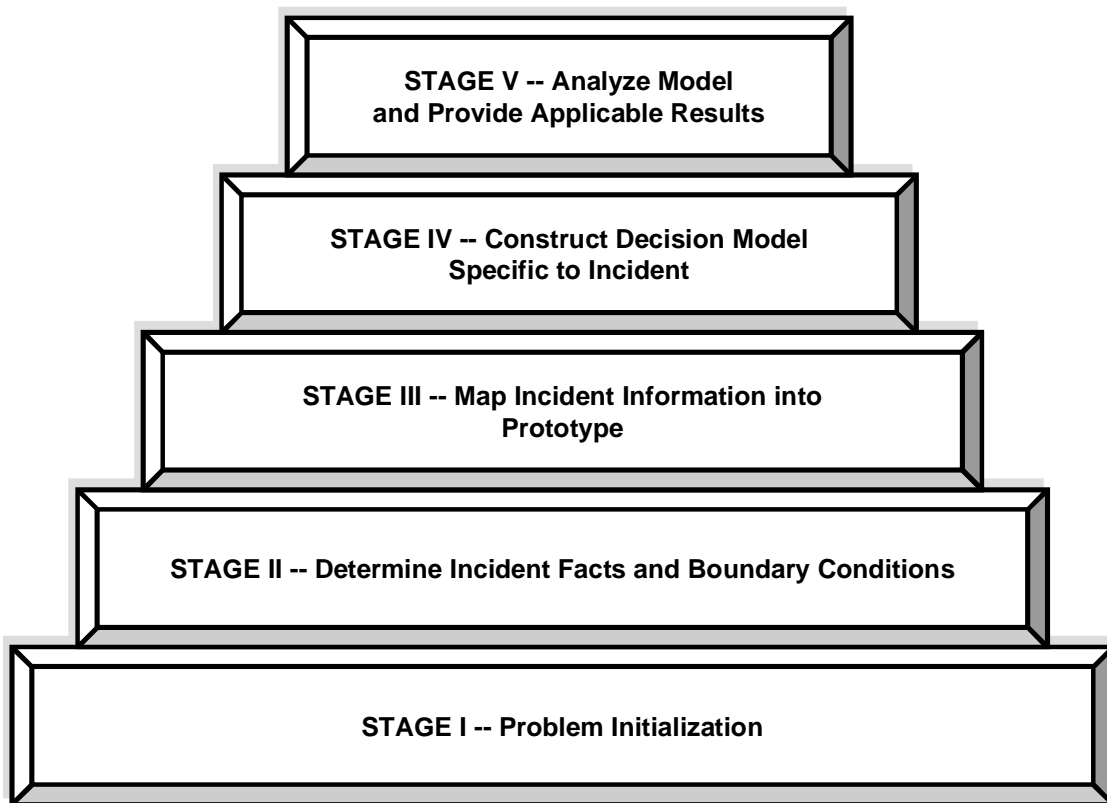 STAGE V -- Analyze Model
and Provide Applicable Results
STAGE IV -- Construct Decision Model
Specific to Incident
STAGE III -- Map Incident Information into
Prototype
STAGE II -- Determine Incident Facts and Boundary Conditions
STAGE I -- Problem Initialization